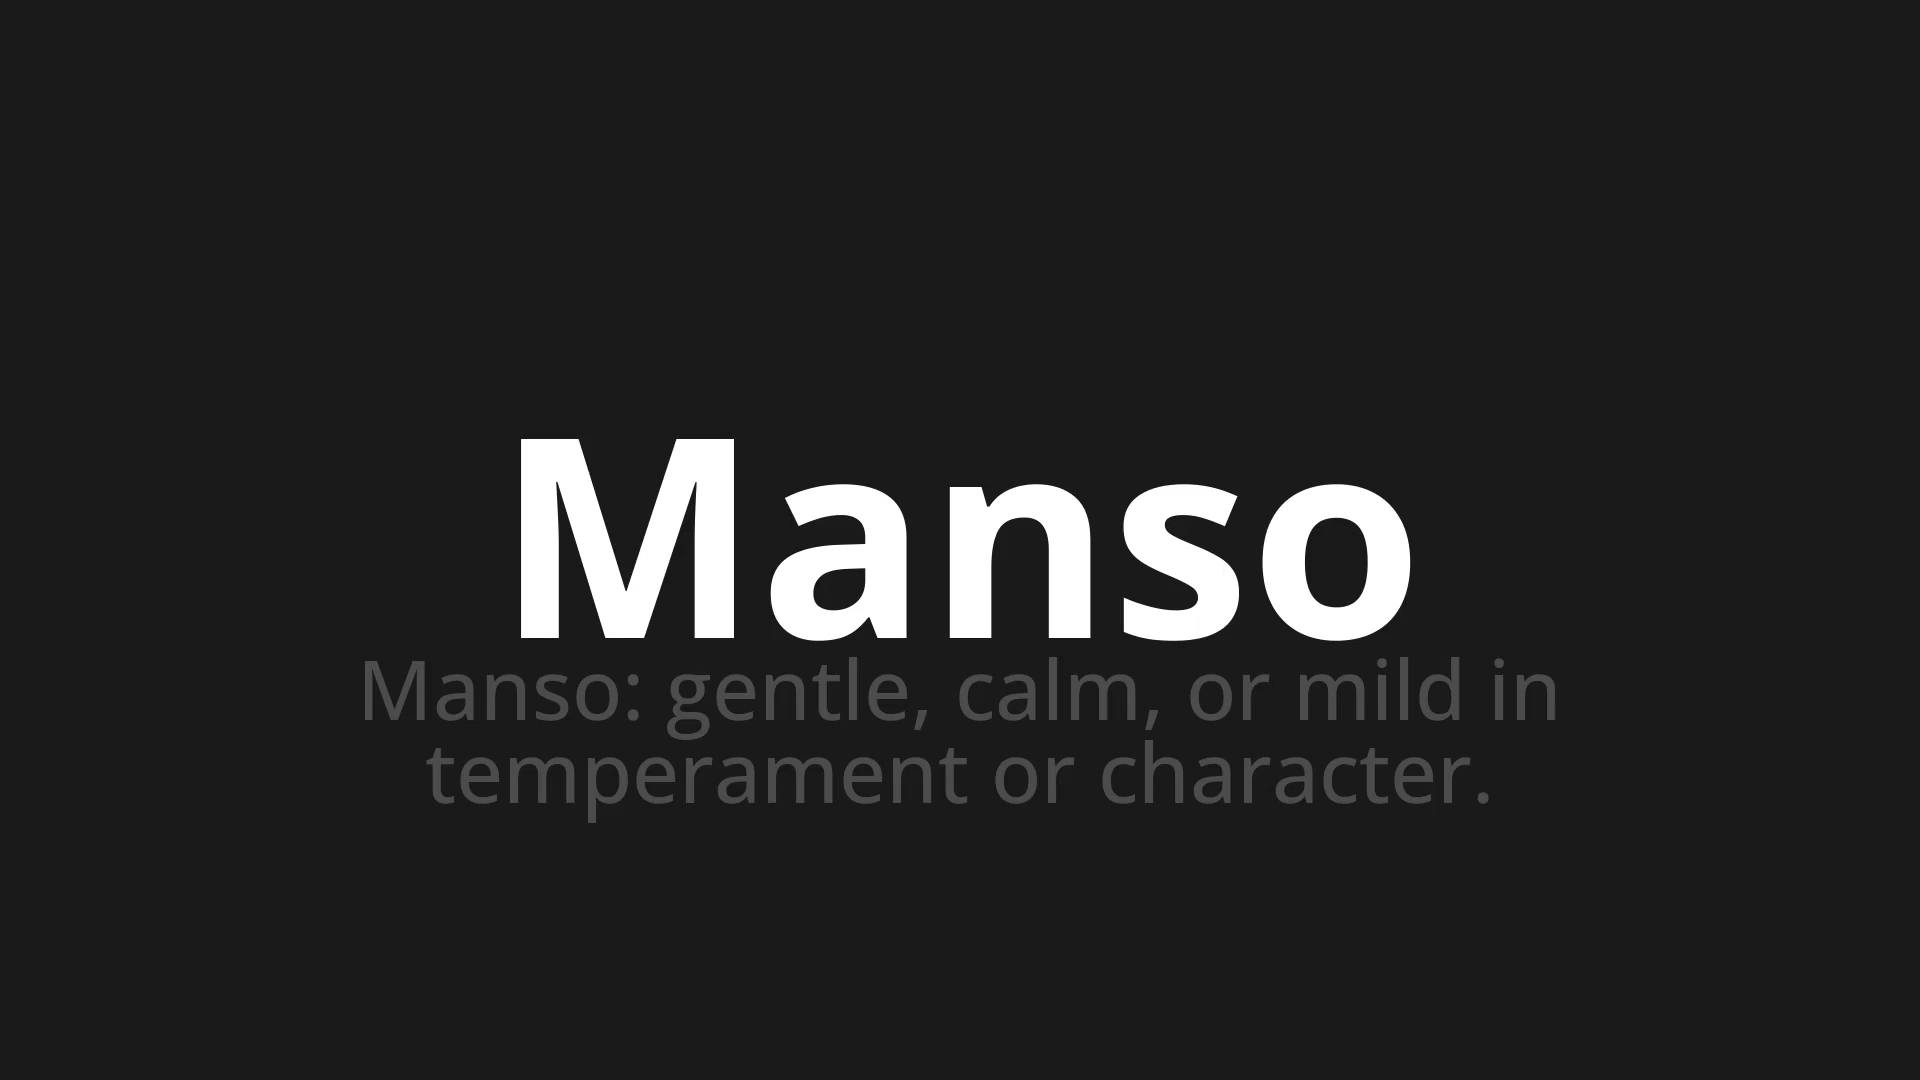 Manso
Manso: gentle, calm, or mild in
temperament or character.